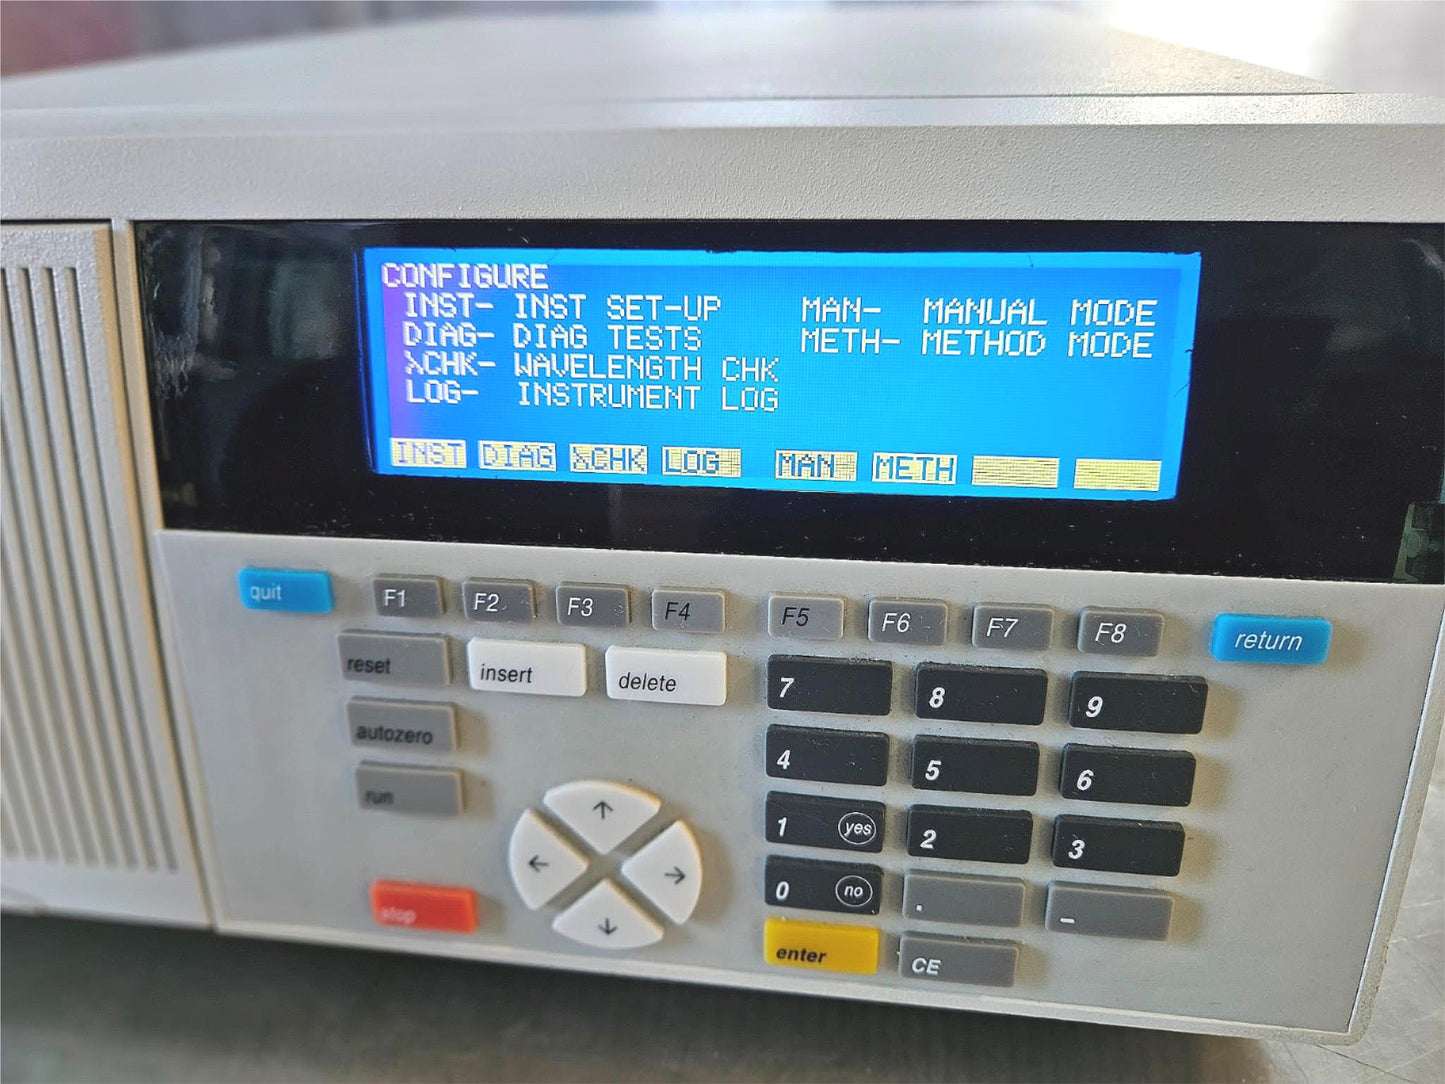 CONFIGURE
INST- INST SET-UP MAN- MANUAL MODE
DIAG- DIAG TESTS METH- METHOD MODE
λCHK- WAVELENGTH CHK
LOG- INSTRUMENT LOG
INST DIAG λCHK LOG MAN METH
quit F1 F2 F3 F4 F5 F6 F7 F8 return
reset insert delete 7 8 9
autozero 4 5 6
run 1 yes 2 3
↑
← →
↓
stop 0 no . –
enter CE